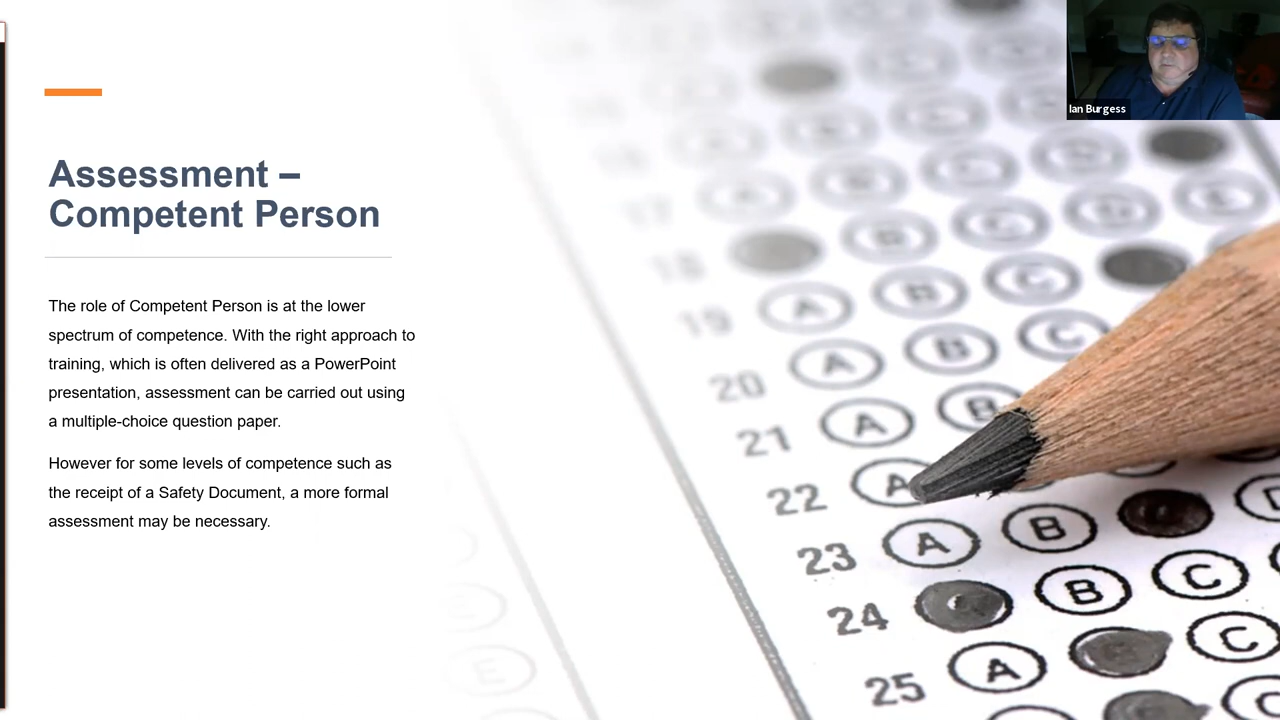 Assessment –
Competent Person
The role of Competent Person is at the lower
spectrum of competence. With the right approach to
training, which is often delivered as a PowerPoint
presentation, assessment can be carried out using
a multiple-choice question paper.
However for some levels of competence such as
the receipt of a Safety Document, a more formal
assessment may be necessary.
Ian Burgess
17
18
19 A B C
20 A B C
21 A B
22 A
23 A B D
24 B C
25 A C
E